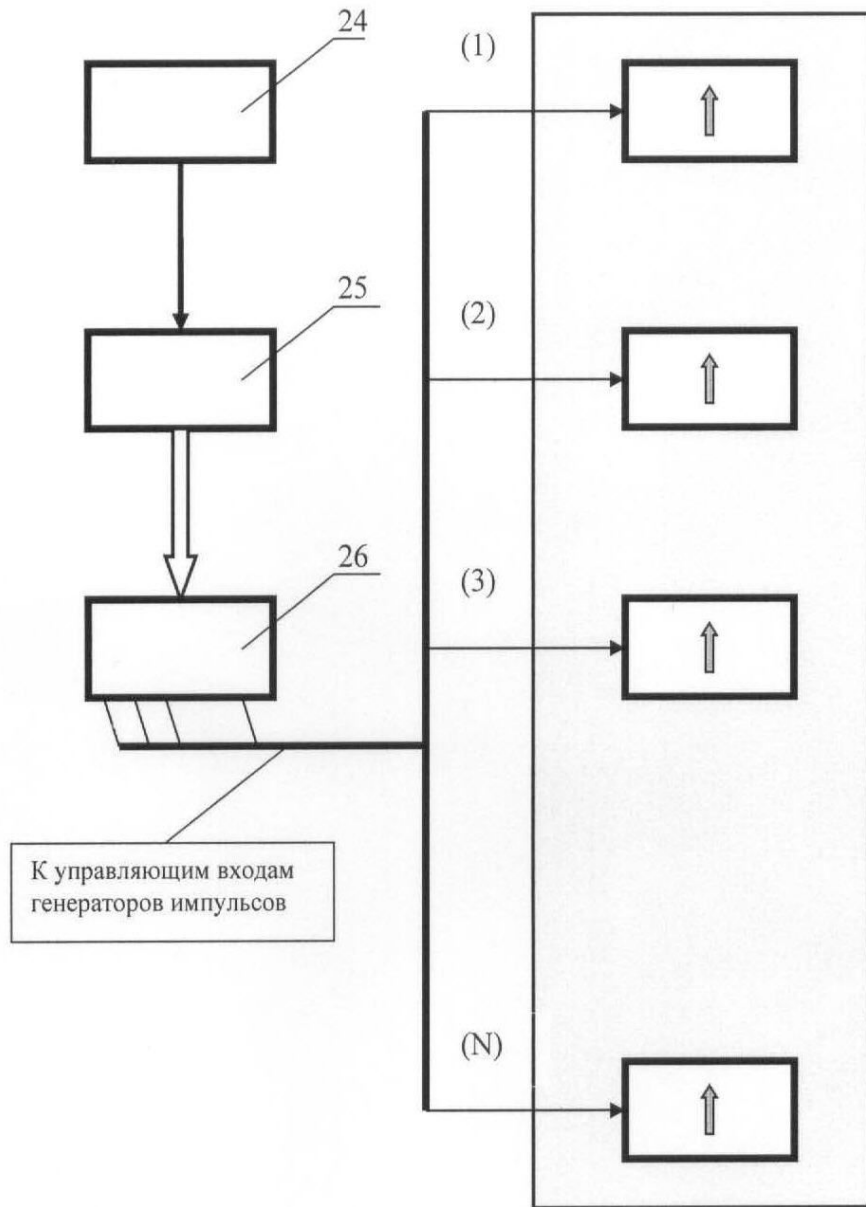 24
(1)
25
(2)
26
(3)
К управляющим входам
генераторов импульсов
(N)